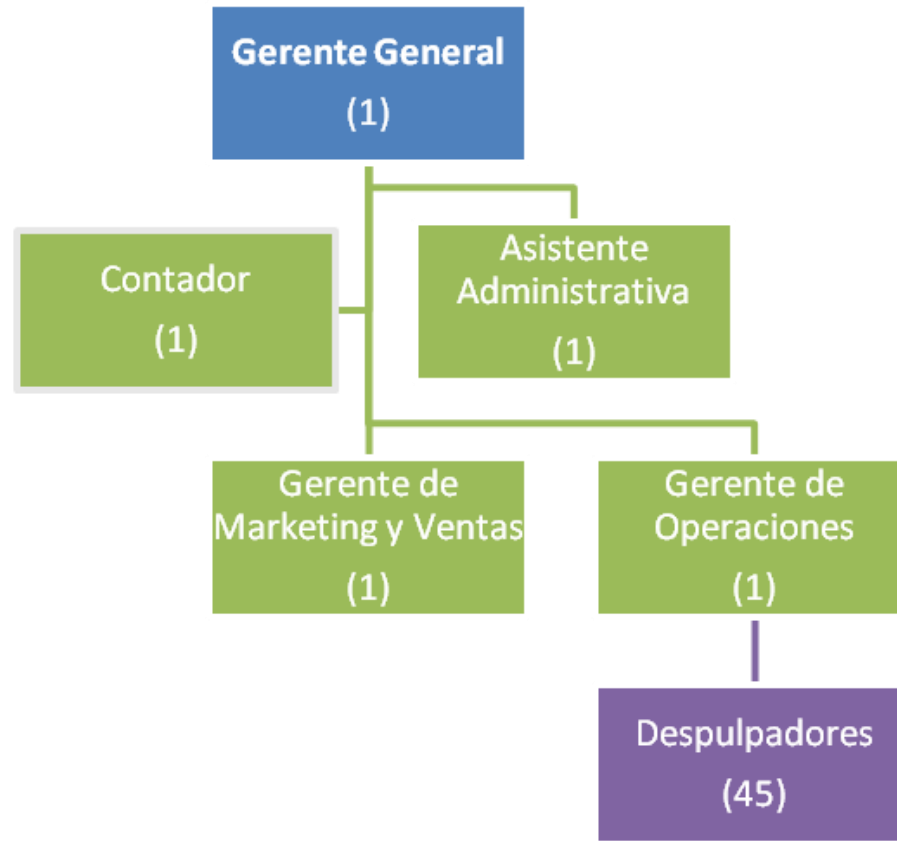 Gerente General
(1)
Contador
(1)
Asistente
Administrativa
(1)
Gerente de
Marketing y Ventas
(1)
Gerente de
Operaciones
(1)
Despulpadores
(45)